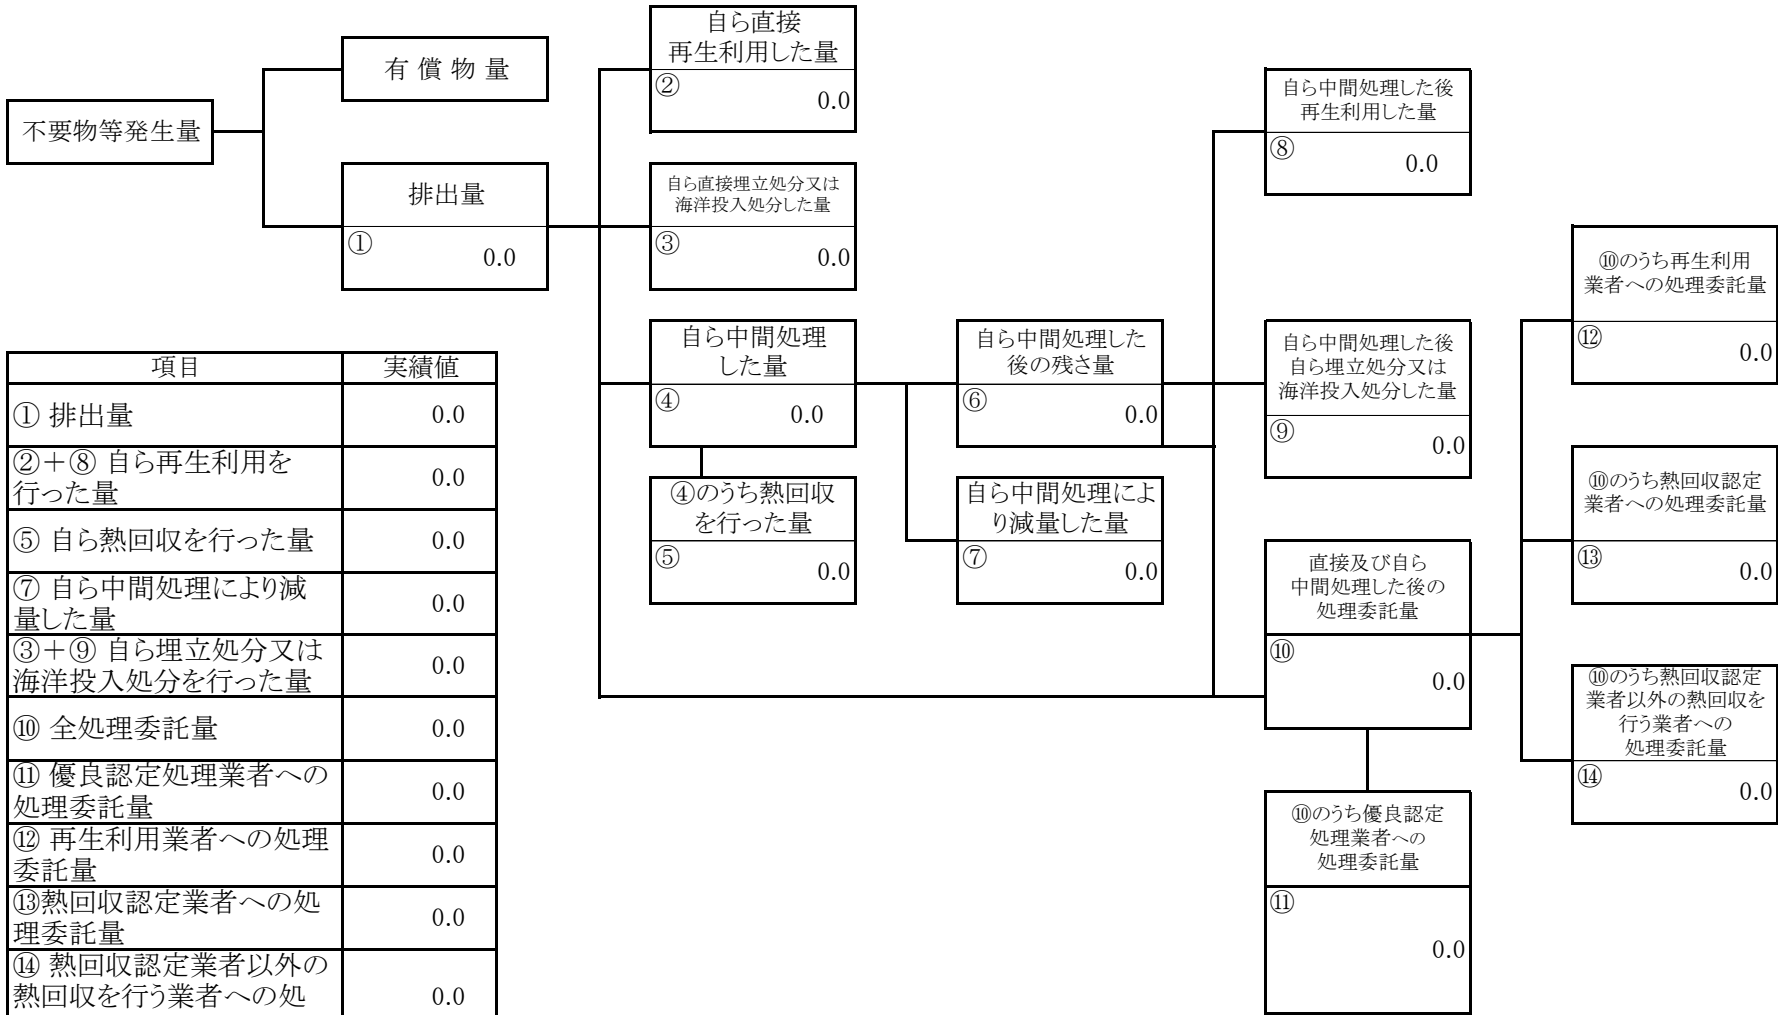 不要物等発生量
有 償 物 量
排出量
①
0.0
自ら直接
再生利用した量
②
0.0
自ら直接埋立処分又は
海洋投入処分した量
③
0.0
自ら中間処理
した量
④
0.0
④のうち熱回収
を行った量
⑤
0.0
自ら中間処理した
後の残さ量
⑥
0.0
自ら中間処理によ
り減量した量
⑦
0.0
自ら中間処理した後
再生利用した量
⑧
0.0
自ら中間処理した後
自ら埋立処分又は
海洋投入処分した量
⑨
0.0
直接及び自ら
中間処理した後の
処理委託量
⑩
0.0
⑩のうち優良認定
処理業者への
処理委託量
⑪
0.0
⑩のうち再生利用
業者への処理委託量
⑫
0.0
⑩のうち熱回収認定
業者への処理委託量
⑬
0.0
⑩のうち熱回収認定
業者以外の熱回収を
行う業者への
処理委託量
⑭
0.0
項目 実績値
① 排出量 0.0
②＋⑧ 自ら再生利用を
行った量 0.0
⑤ 自ら熱回収を行った量 0.0
⑦ 自ら中間処理により減
量した量 0.0
③＋⑨ 自ら埋立処分又は
海洋投入処分を行った量 0.0
⑩ 全処理委託量 0.0
⑪ 優良認定処理業者への
処理委託量 0.0
⑫ 再生利用業者への処理
委託量 0.0
⑬熱回収認定業者への処
理委託量 0.0
⑭ 熱回収認定業者以外の
熱回収を行う業者への処 0.0